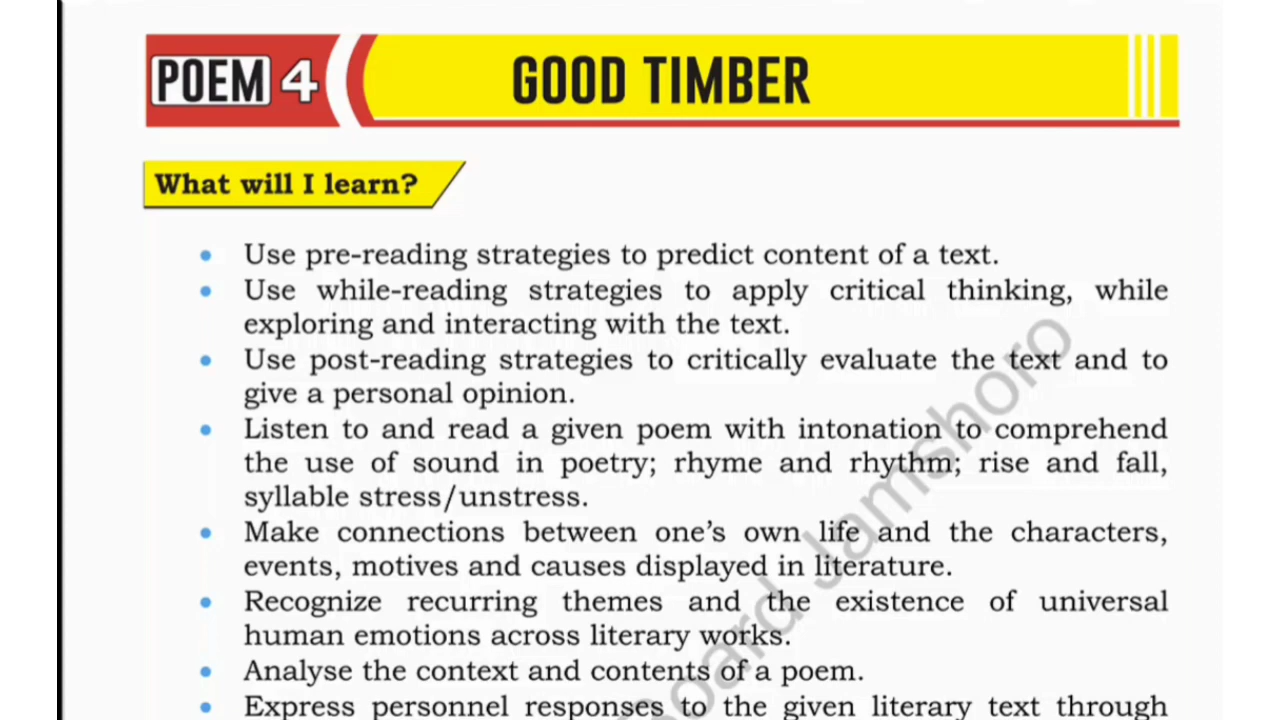 POEM 4
GOOD TIMBER
What will I learn?
• Use pre-reading strategies to predict content of a text.
• Use while-reading strategies to apply critical thinking, while
exploring and interacting with the text.
• Use post-reading strategies to critically evaluate the text and to
give a personal opinion.
• Listen to and read a given poem with intonation to comprehend
the use of sound in poetry; rhyme and rhythm; rise and fall,
syllable stress/unstress.
• Make connections between one's own life and the characters,
events, motives and causes displayed in literature.
• Recognize recurring themes and the existence of universal
human emotions across literary works.
• Analyse the context and contents of a poem.
• Express personnel responses to the given literary text through
Board Jamshoro